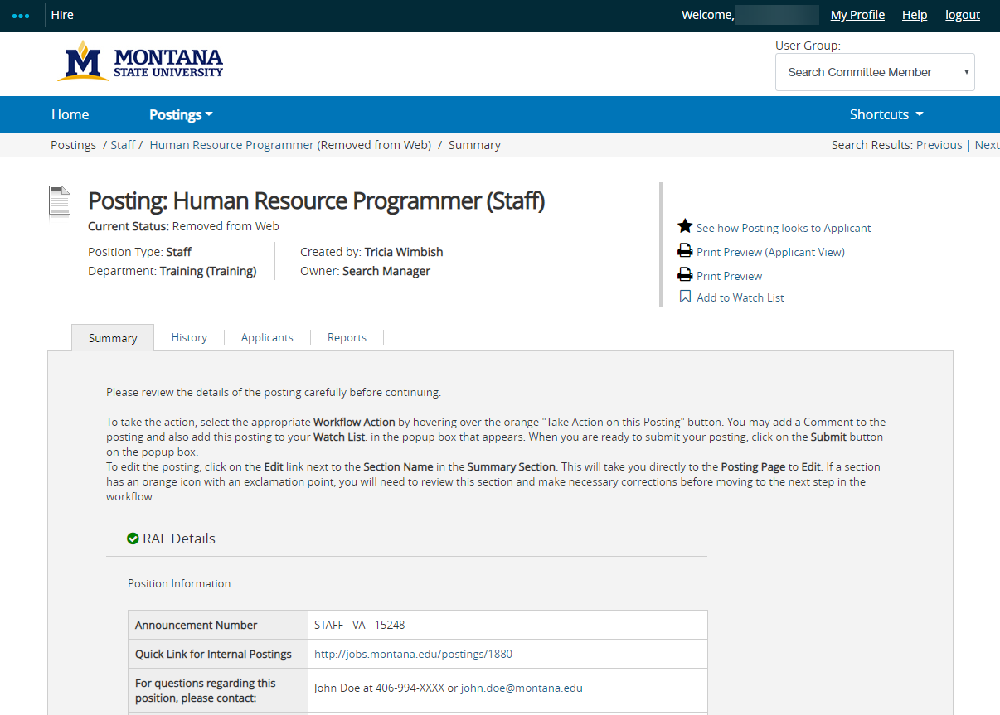 Hire
Welcome,
My Profile
Help
logout
MONTANA
STATE UNIVERSITY
User Group:
Search Committee Member
Home
Postings
Shortcuts
Postings / Staff / Human Resource Programmer (Removed from Web) / Summary
Search Results: Previous | Next
Posting: Human Resource Programmer (Staff)
Current Status: Removed from Web
Position Type: Staff
Department: Training (Training)
Created by: Tricia Wimbish
Owner: Search Manager
See how Posting looks to Applicant
Print Preview (Applicant View)
Print Preview
Add to Watch List
Summary
History
Applicants
Reports
Please review the details of the posting carefully before continuing.
To take the action, select the appropriate Workflow Action by hovering over the orange "Take Action on this Posting" button. You may add a Comment to the
posting and also add this posting to your Watch List. in the popup box that appears. When you are ready to submit your posting, click on the Submit button
on the popup box.
To edit the posting, click on the Edit link next to the Section Name in the Summary Section. This will take you directly to the Posting Page to Edit. If a section
has an orange icon with an exclamation point, you will need to review this section and make necessary corrections before moving to the next step in the
workflow.
RAF Details
Position Information
Announcement Number
STAFF - VA - 15248
Quick Link for Internal Postings
http://jobs.montana.edu/postings/1880
For questions regarding this
position, please contact:
John Doe at 406-994-XXXX or john.doe@montana.edu